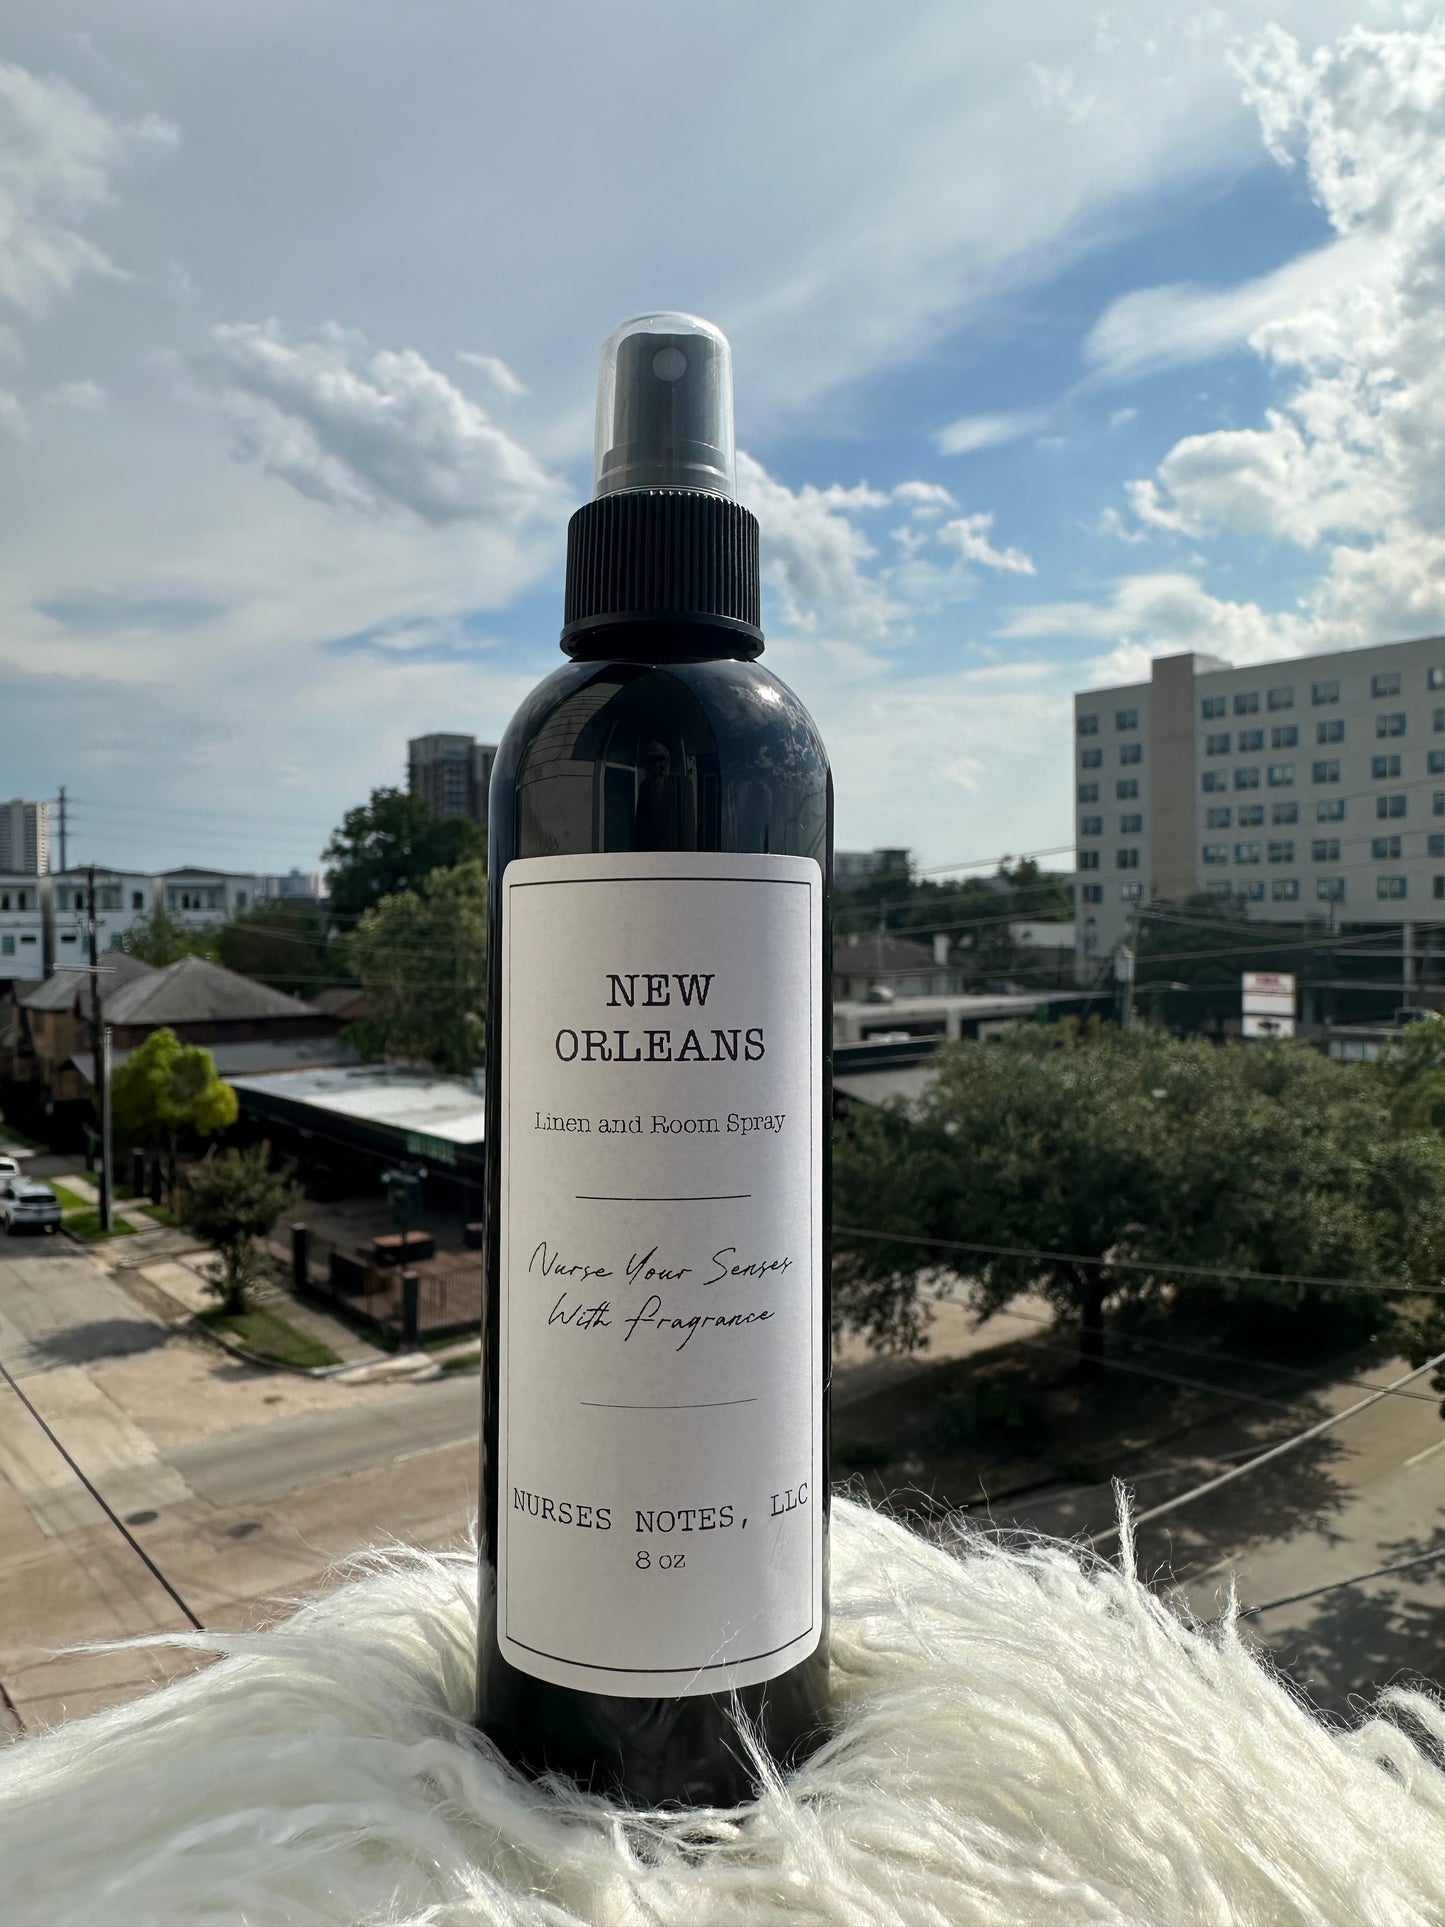 NEW
ORLEANS
Linen and Room Spray
Nurse Your Senses
With Fragrance
NURSES NOTES, LLC
8 oz